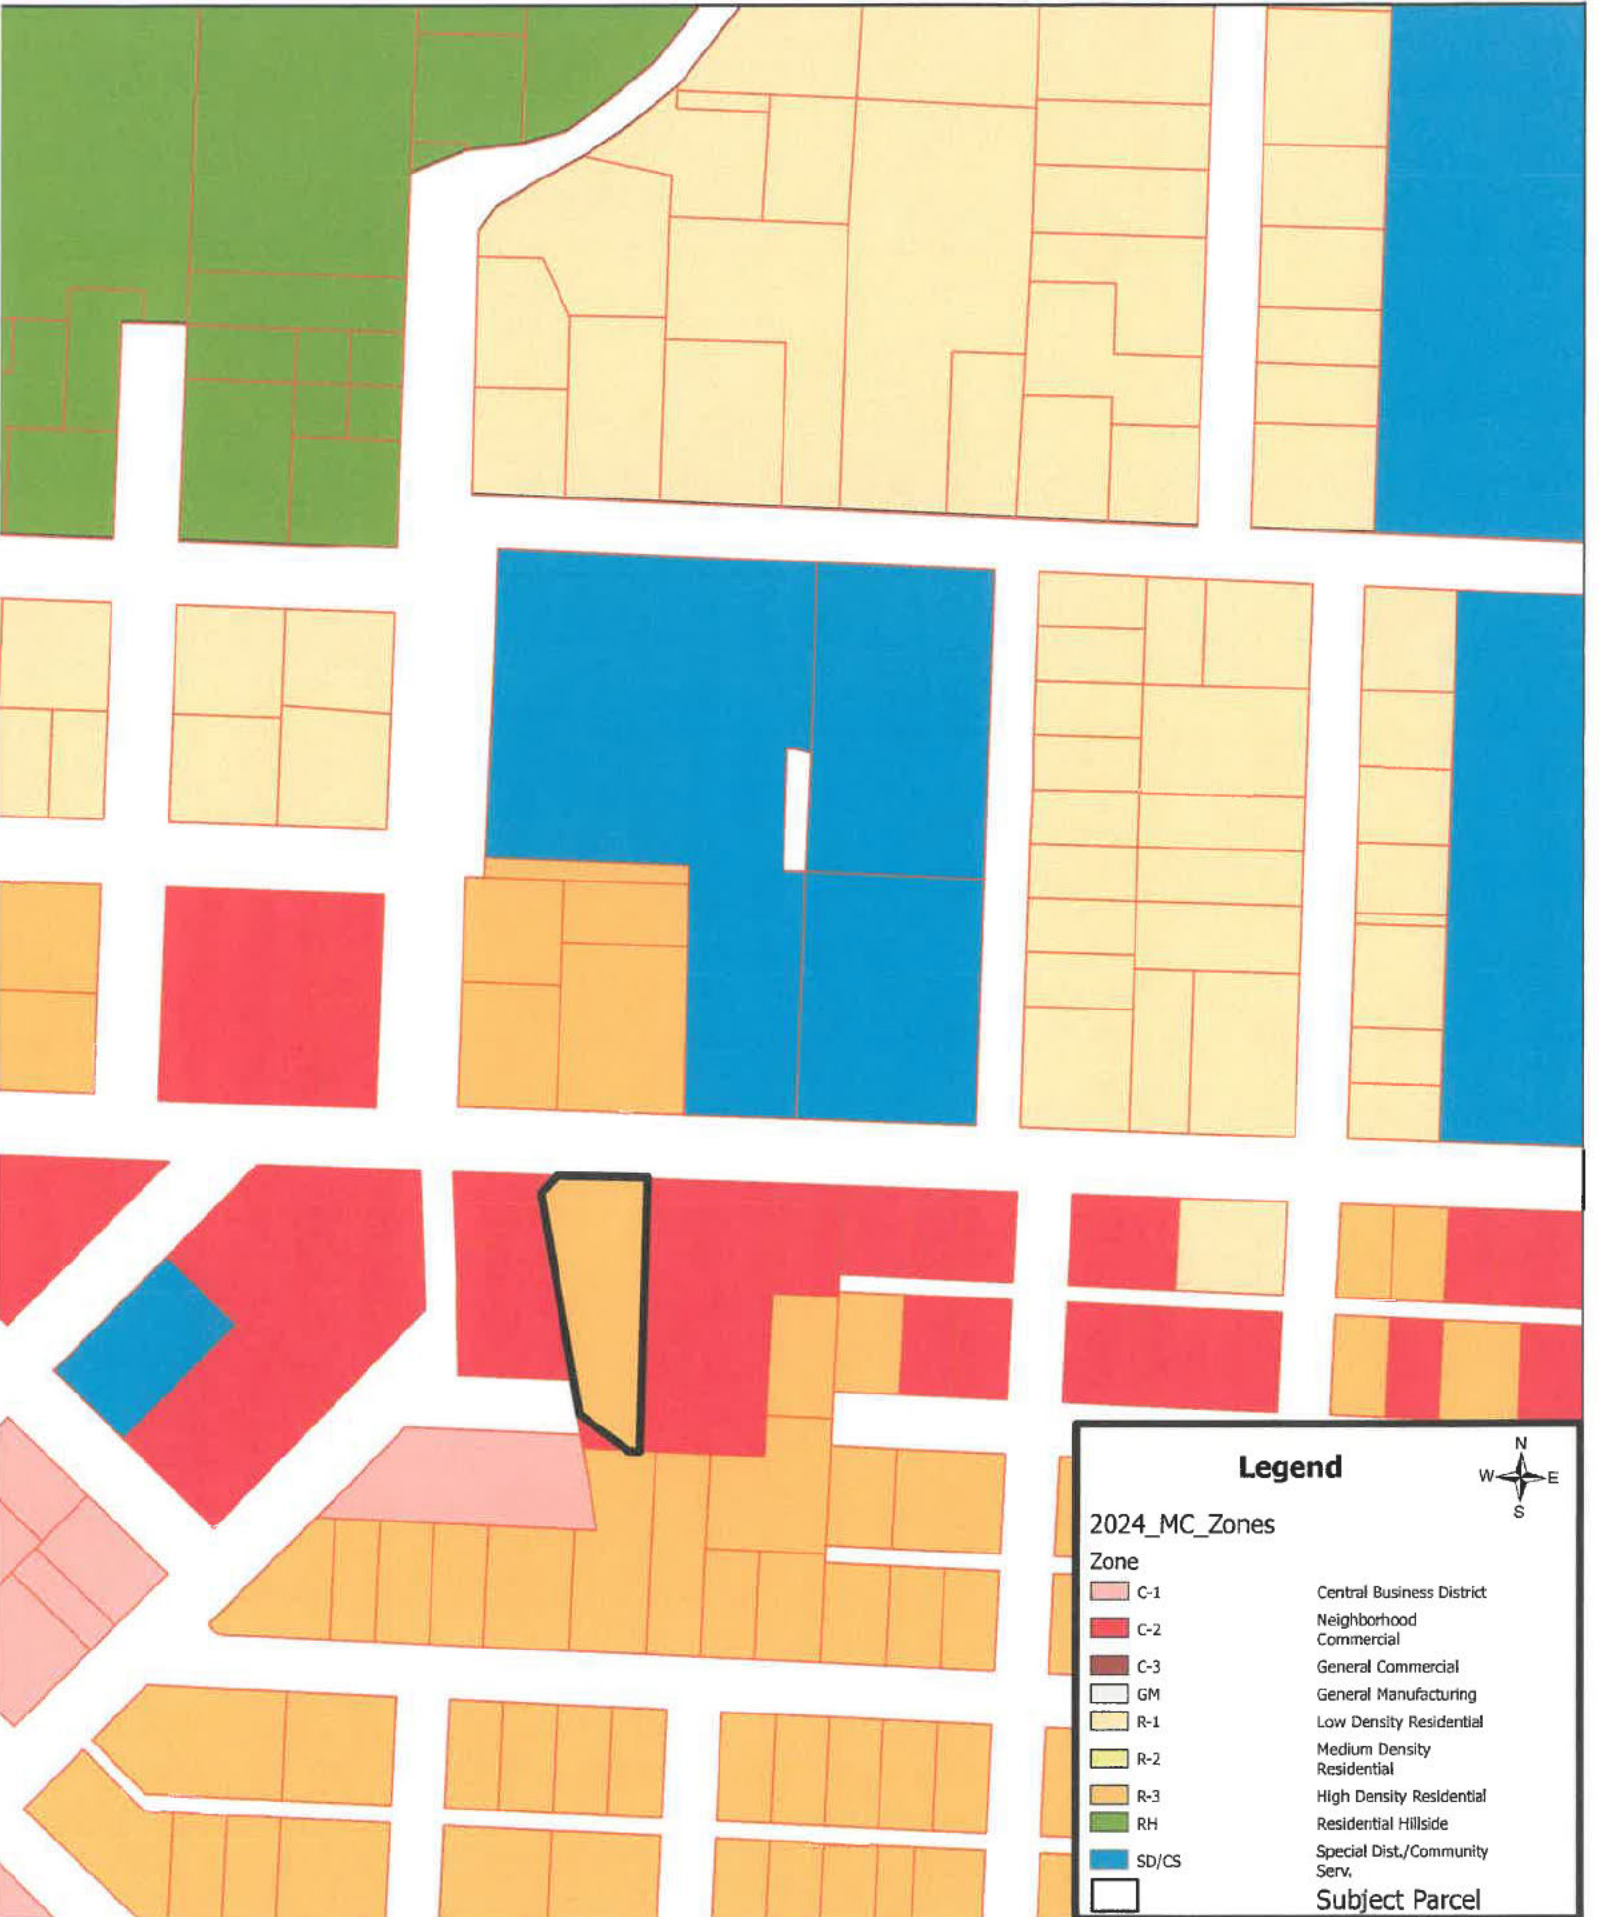 Legend
N
W E
S
2024_MC_Zones
Zone
C-1 Central Business District
C-2 Neighborhood
Commercial
C-3 General Commercial
GM General Manufacturing
R-1 Low Density Residential
R-2 Medium Density
Residential
R-3 High Density Residential
RH Residential Hillside
SD/CS Special Dist./Community
Serv.
Subject Parcel